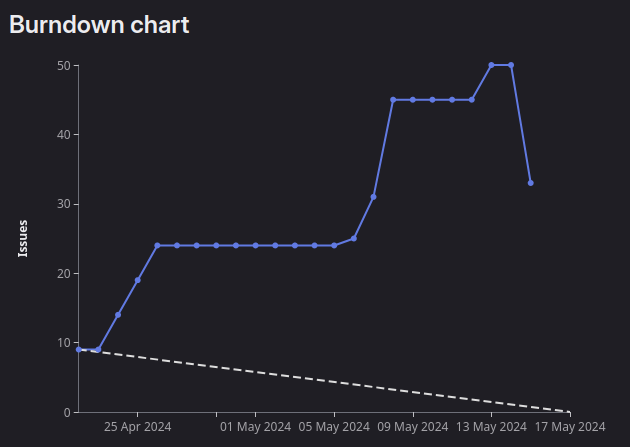 Burndown chart
50
40
30
20
10
0
Issues
25 Apr 2024
01 May 2024
05 May 2024
09 May 2024
13 May 2024
17 May 2024